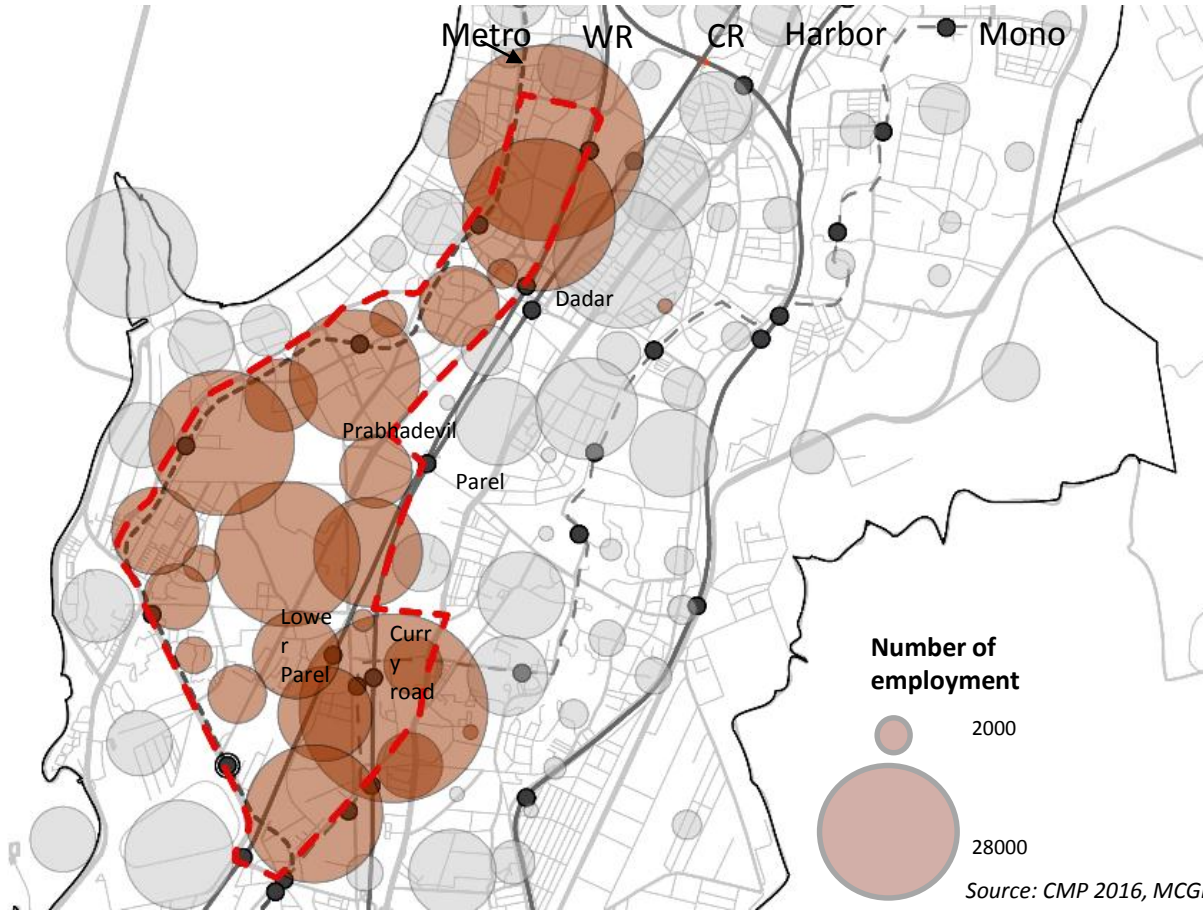 Metro WR CR Harbor Mono
Dadar
Prabhadevil
Parel
Lowe
r
Parel
Curr
y
road
Number of
employment
2000
28000
Source: CMP 2016, MCG